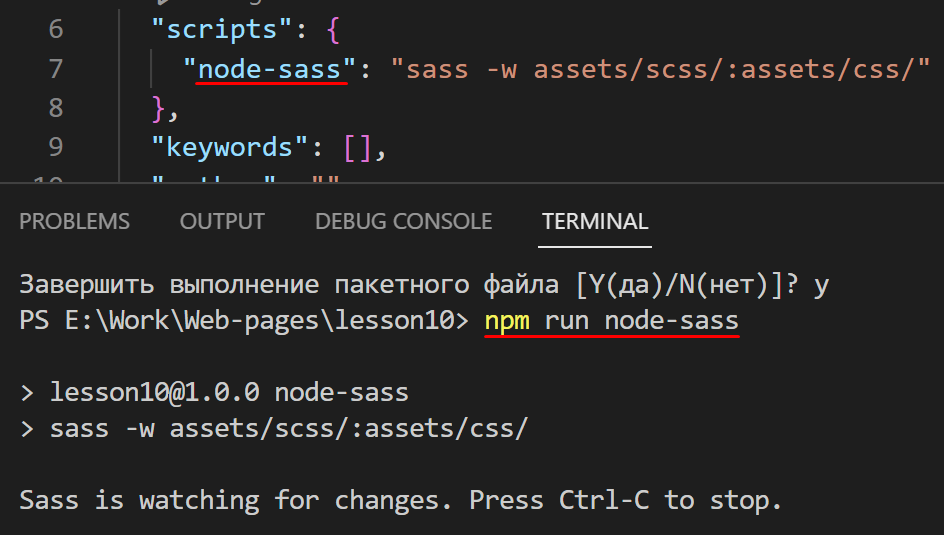 6 "scripts": {
7 "node-sass": "sass -w assets/scss/:assets/css/"
8 },
9 "keywords": [],
PROBLEMS OUTPUT DEBUG CONSOLE TERMINAL
Завершить выполнение пакетного файла [Y(да)/N(нет)]? y
PS E:\Work\Web-pages\lesson10> npm run node-sass
> lesson10@1.0.0 node-sass
> sass -w assets/scss/:assets/css/
Sass is watching for changes. Press Ctrl-C to stop.